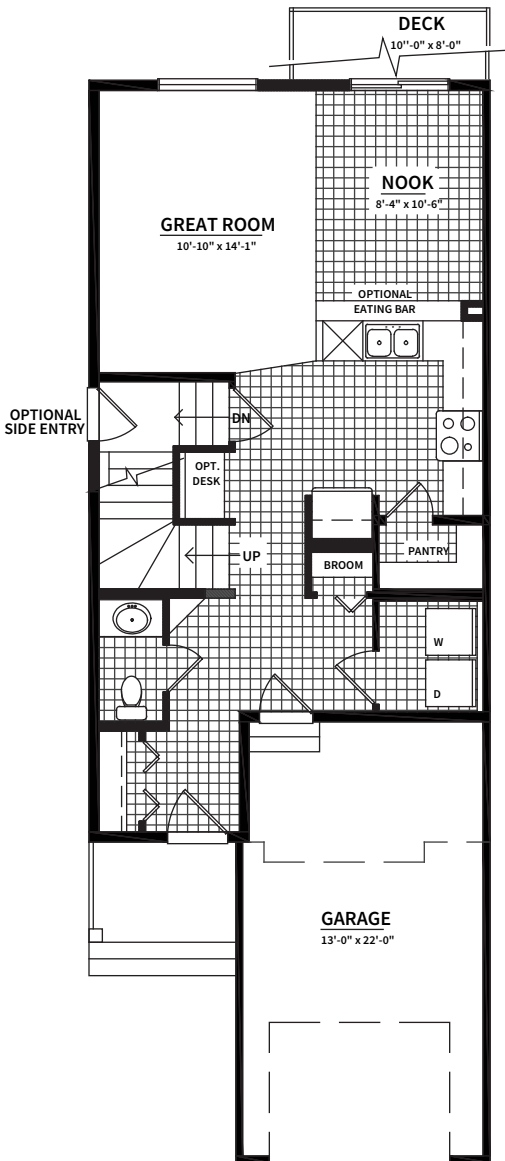 DECK
10''-0" x 8'-0"
NOOK
8'-4" x 10'-6"
GREAT ROOM
10'-10" x 14'-1"
OPTIONAL
EATING BAR
OPTIONAL
SIDE ENTRY
DN
OPT.
DESK
UP
PANTRY
BROOM
W
D
GARAGE
13'-0" x 22'-0"